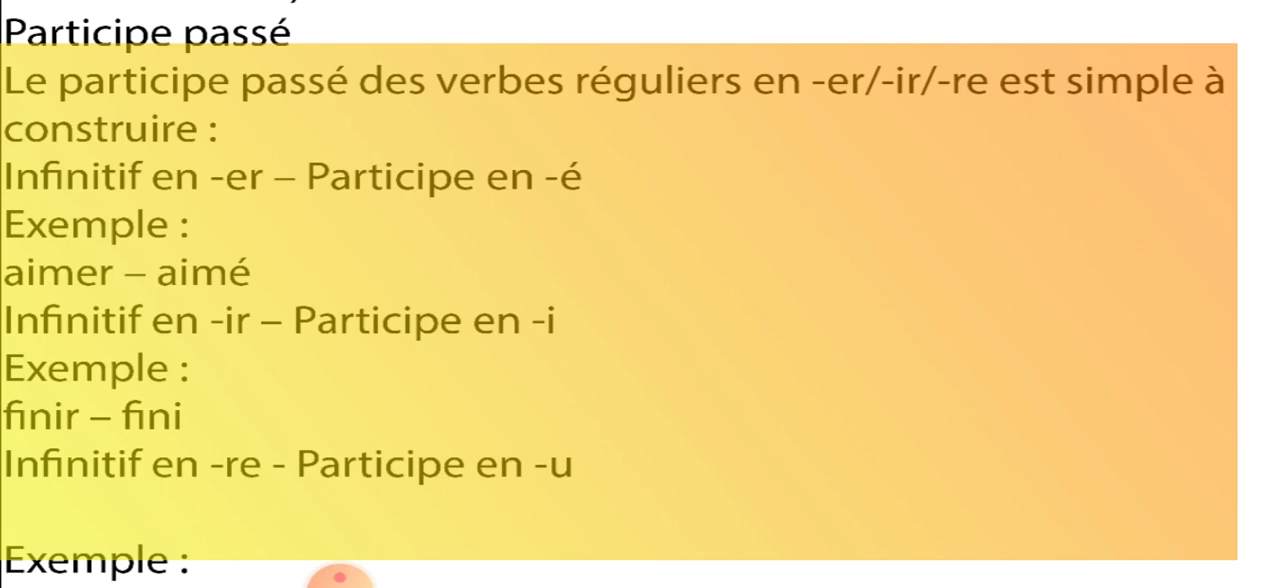 Participe passé
Le participe passé des verbes réguliers en -er/-ir/-re est simple à
construire :
Infinitif en -er – Participe en -é
Exemple :
aimer – aimé
Infinitif en -ir – Participe en -i
Exemple :
finir – fini
Infinitif en -re - Participe en -u
Exemple :